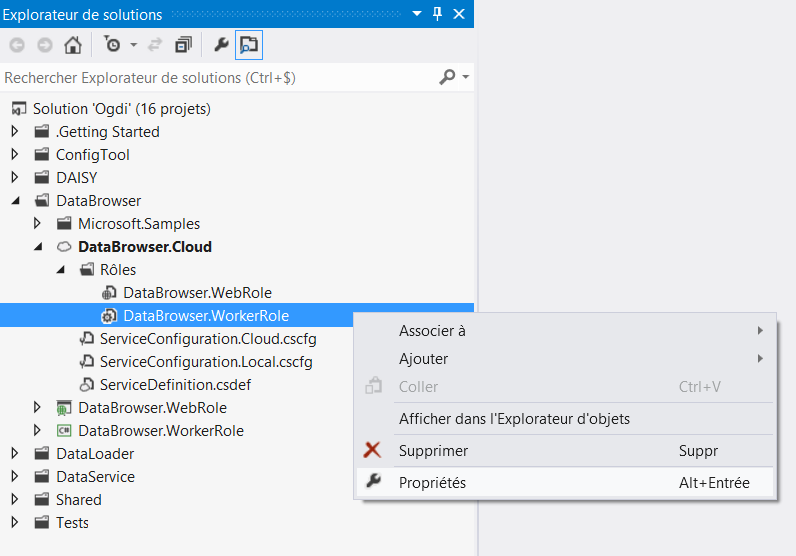 Explorateur de solutions
Rechercher Explorateur de solutions (Ctrl+$)
Solution 'Ogdi' (16 projets)
.Getting Started
ConfigTool
DAISY
DataBrowser
Microsoft.Samples
DataBrowser.Cloud
Rôles
DataBrowser.WebRole
DataBrowser.WorkerRole
ServiceConfiguration.Cloud.cscfg
ServiceConfiguration.Local.cscfg
ServiceDefinition.csdef
DataBrowser.WebRole
C# DataBrowser.WorkerRole
DataLoader
DataService
Shared
Tests
Associer à
Ajouter
Coller Ctrl+V
Afficher dans l'Explorateur d'objets
Supprimer Suppr
Propriétés Alt+Entrée